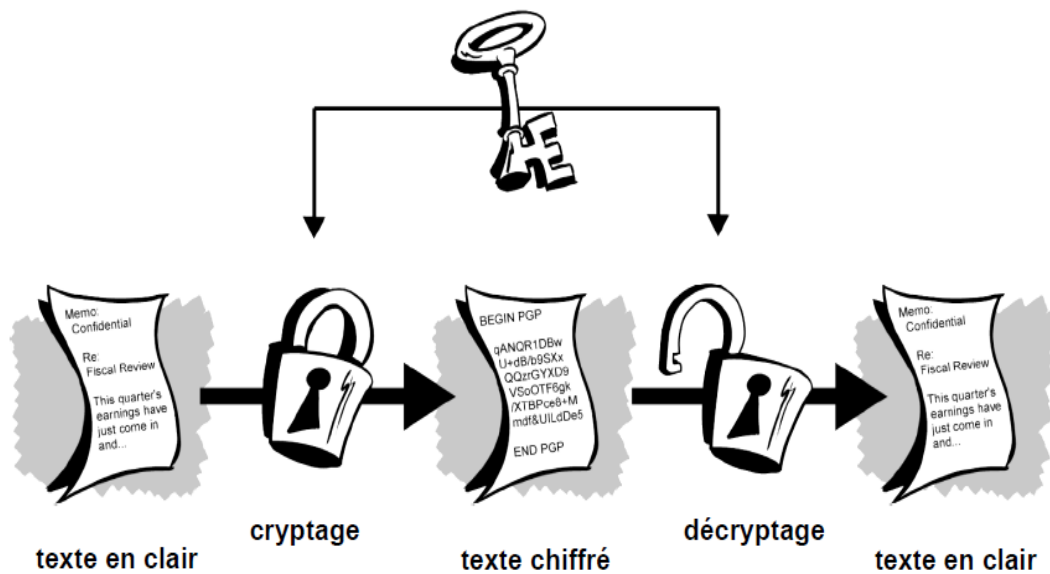 Memo:
Confidential
Re:
Fiscal Review
This quarter's
earnings have
just come in
and...
BEGIN PGP
qANQR1DBw
U+dB/b9SXx
QQzrGYXD9
VSoOTF6gk
/XTBPce8+M
mdf&UILdDe5
END PGP
Memo:
Confidential
Re:
Fiscal Review
This quarter's
earnings have
just come in
and...
cryptage
décryptage
texte en clair
texte chiffré
texte en clair